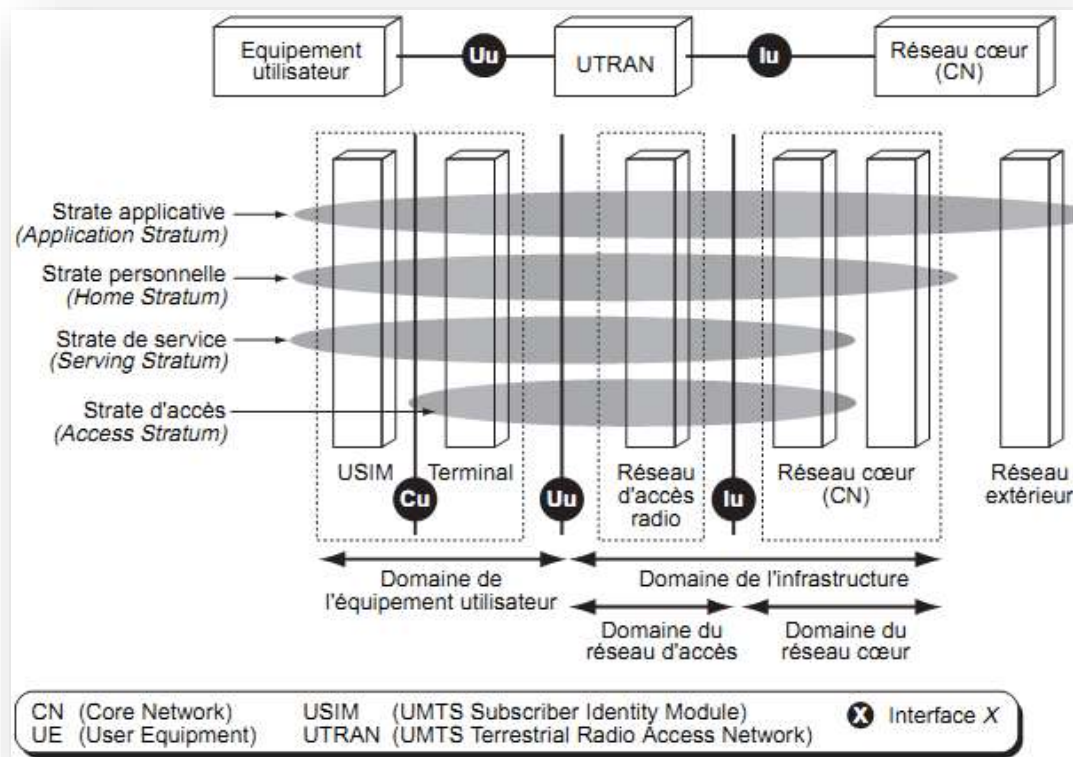 Equipement
utilisateur
Uu
UTRAN
Iu
Réseau cœur
(CN)
Strate applicative
(Application Stratum)
Strate personnelle
(Home Stratum)
Strate de service
(Serving Stratum)
Strate d'accès
(Access Stratum)
USIM
Terminal
Réseau
d'accès
radio
Réseau cœur
(CN)
Réseau
extérieur
Cu
Uu
Iu
Domaine de
l'équipement utilisateur
Domaine de l'infrastructure
Domaine du
réseau d'accès
Domaine du
réseau cœur
CN (Core Network)
UE (User Equipment)
USIM (UMTS Subscriber Identity Module)
UTRAN (UMTS Terrestrial Radio Access Network)
X Interface X